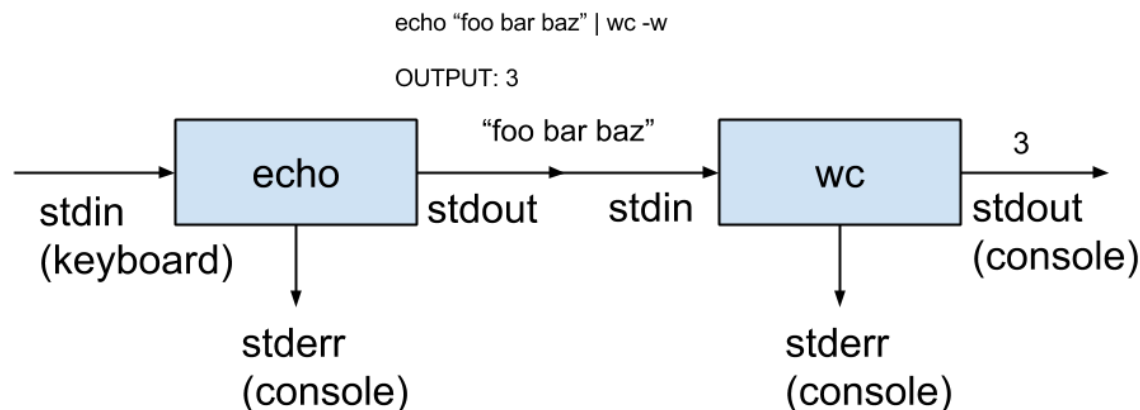 echo “foo bar baz” | wc -w
OUTPUT: 3
“foo bar baz”
3
echo
wc
stdin
(keyboard)
stdout
stdin
stdout
(console)
stderr
(console)
stderr
(console)